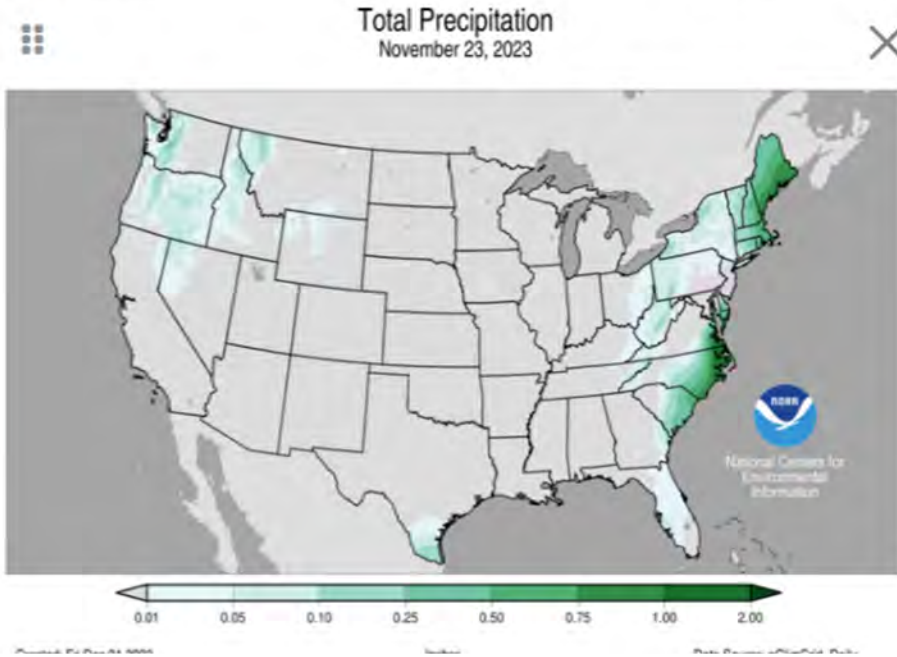 Total Precipitation
November 23, 2023
NOAA
National Centers for
Environmental
Information
0.01 0.05 0.10 0.25 0.50 0.75 1.00 2.00